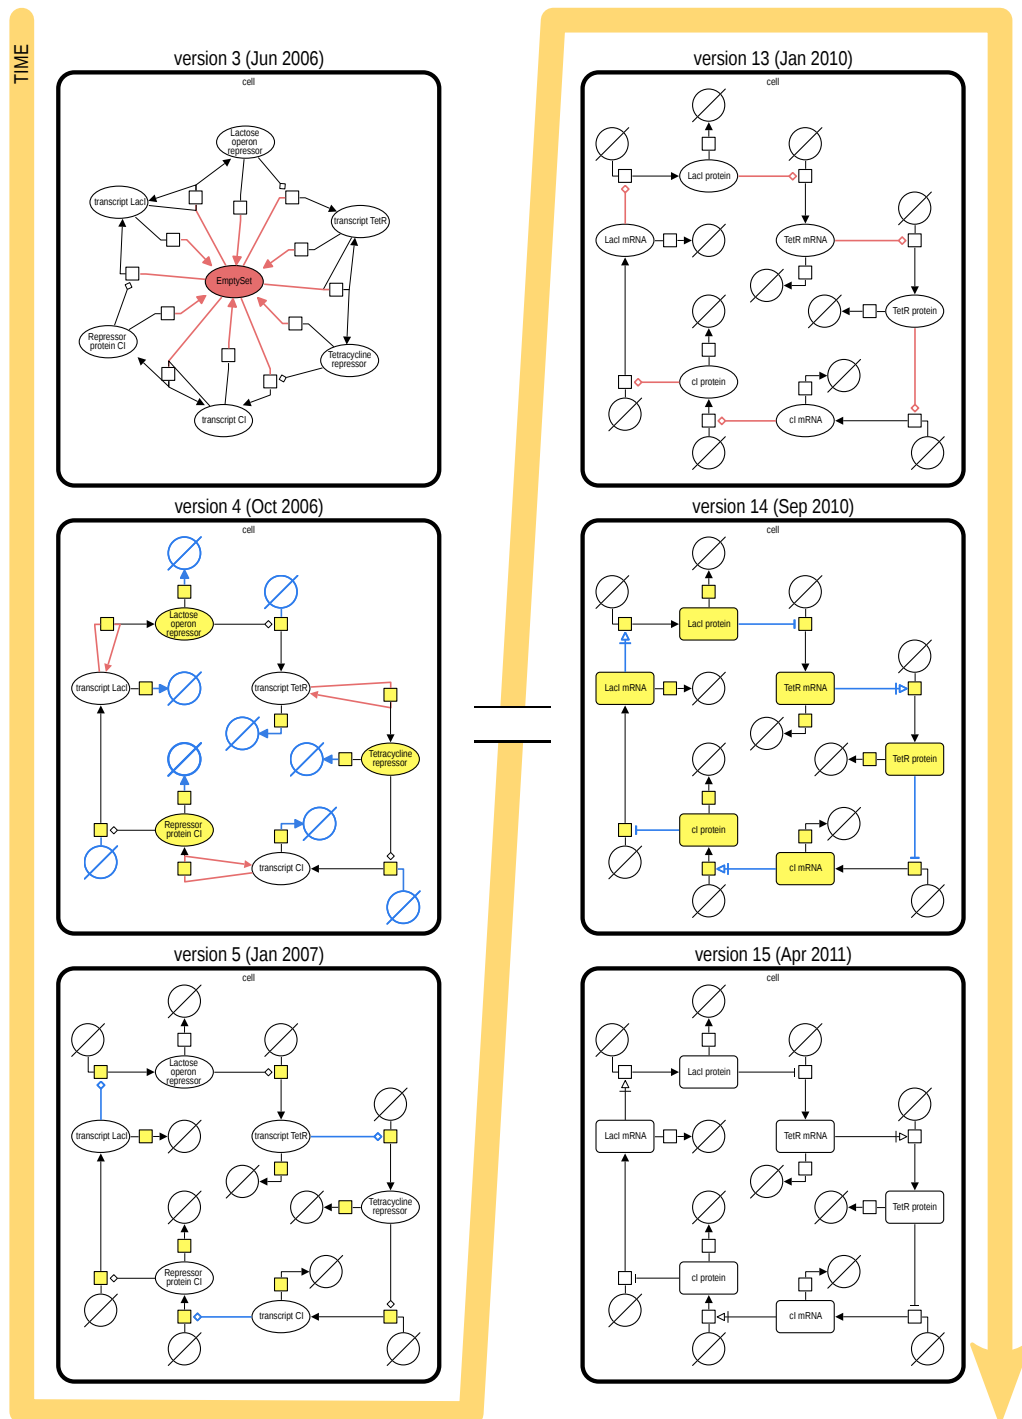 TIME
version 3 (Jun 2006)
cell
Lactose
operon
repressor
transcript LacI
transcript TetR
EmptySet
Repressor
protein CI
Tetracycline
repressor
transcript CI
version 4 (Oct 2006)
cell
Lactose
operon
repressor
transcript LacI
transcript TetR
Tetracycline
repressor
Repressor
protein CI
transcript CI
version 5 (Jan 2007)
cell
Lactose
operon
repressor
transcript LacI
transcript TetR
Tetracycline
repressor
Repressor
protein CI
transcript CI
version 13 (Jan 2010)
cell
LacI protein
LacI mRNA
TetR mRNA
TetR protein
cI protein
cI mRNA
version 14 (Sep 2010)
cell
LacI protein
LacI mRNA
TetR mRNA
TetR protein
cI protein
cI mRNA
version 15 (Apr 2011)
cell
LacI protein
LacI mRNA
TetR mRNA
TetR protein
cI protein
cI mRNA